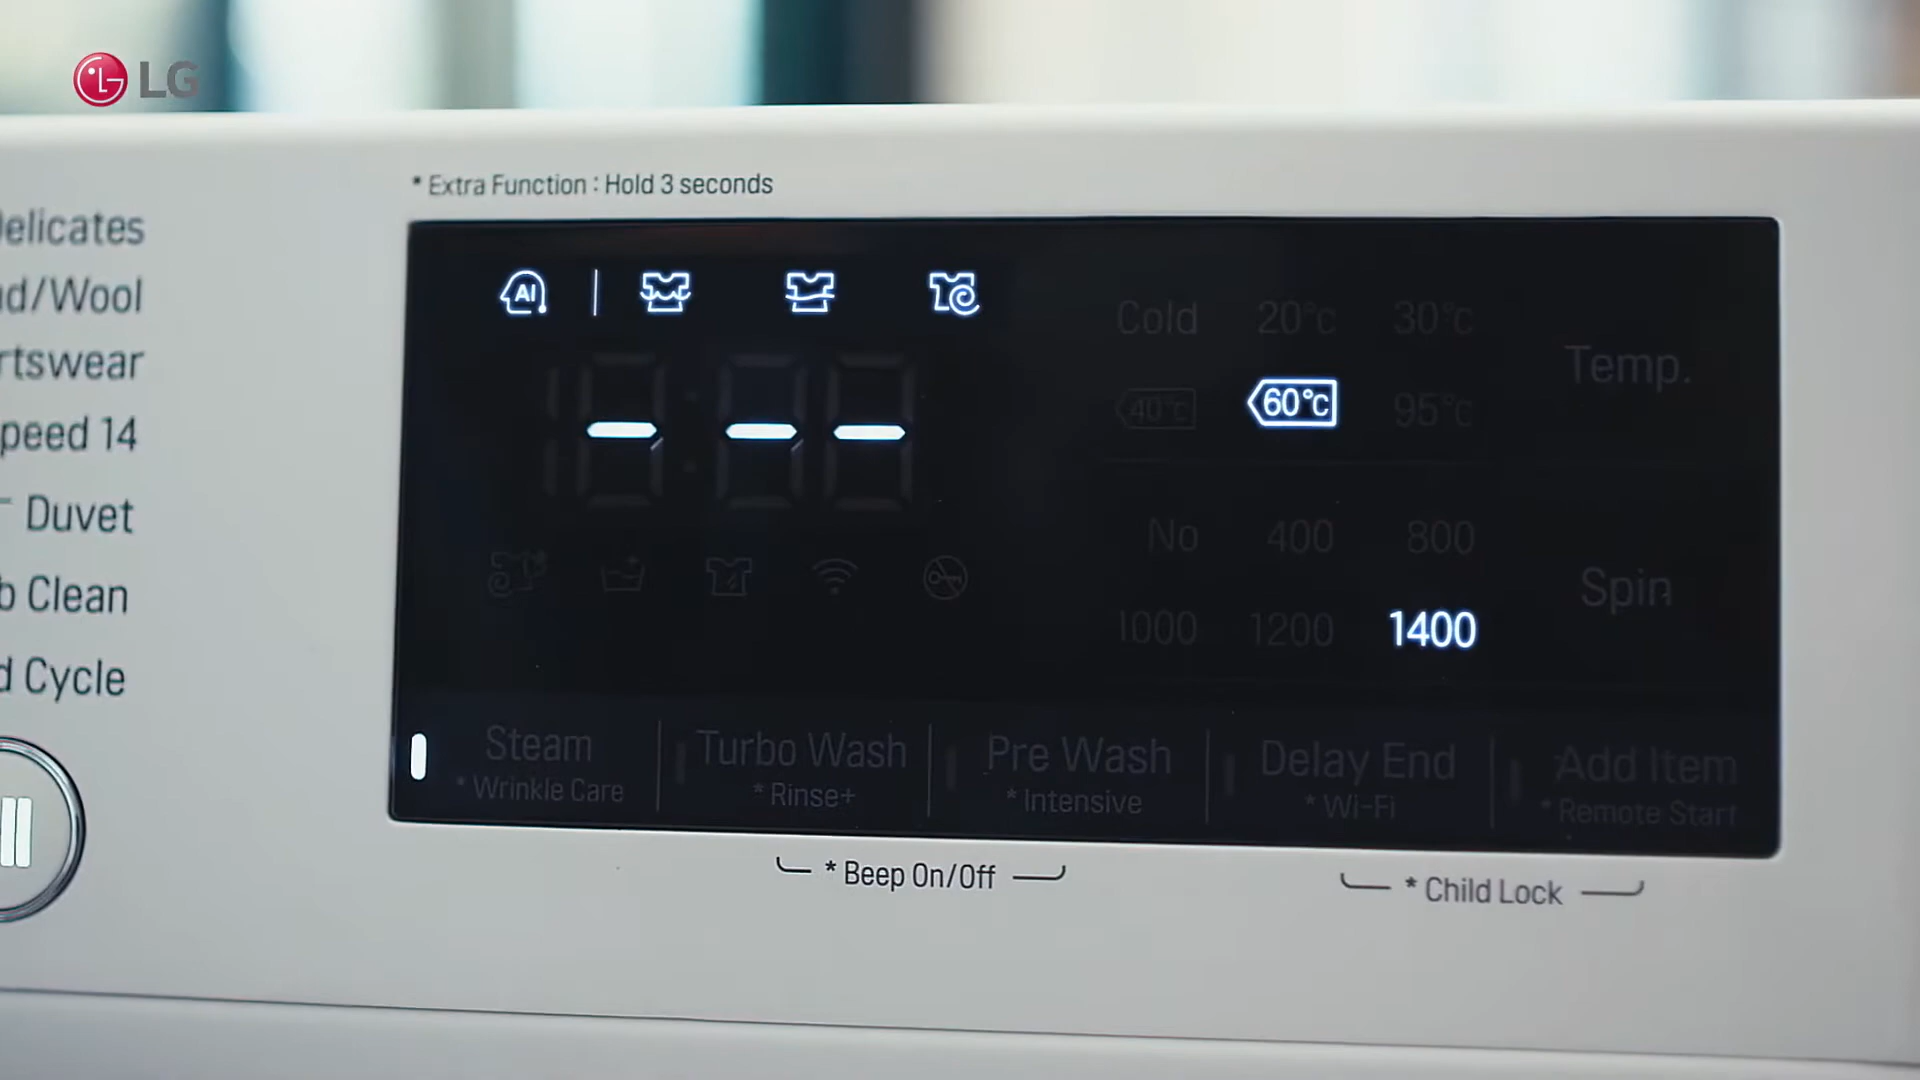 LG
* Extra Function : Hold 3 seconds
elicates
d/Wool
rtswear
peed 14
Duvet
b Clean
d Cycle
AI
Cold 20°c 30°c
40°c 60°c 95°c
Temp.
- - -
No 400 800
1000 1200 1400
Spin
Steam
* Wrinkle Care
Turbo Wash
* Rinse+
Pre Wash
* Intensive
Delay End
* Wi-Fi
Add Item
* Remote Start
* Beep On/Off
* Child Lock